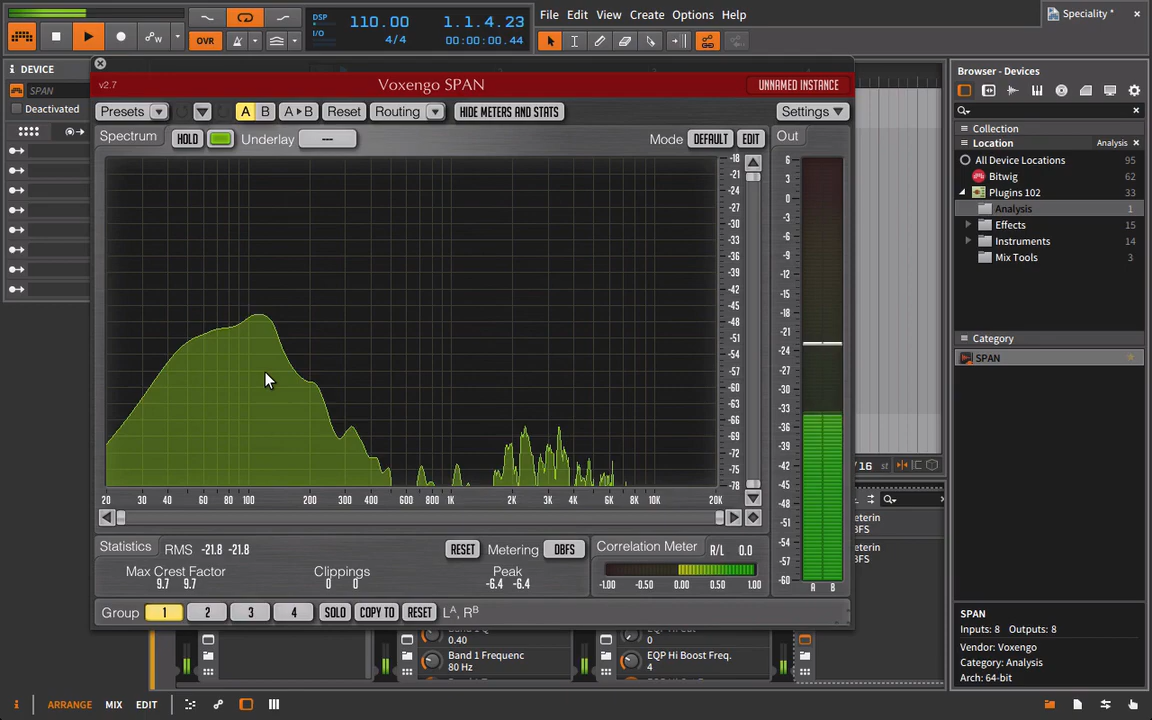 DSP
I/O
110.00
4/4
1.1.4.23
00:00:00.44
OVR
File Edit View Create Options Help
Speciality *
DEVICE
SPAN
Deactivated
v2.7
Voxengo SPAN
UNNAMED INSTANCE
Presets
A B
A▸B
Reset
Routing
HIDE METERS AND STATS
Settings
Spectrum
HOLD
Underlay
---
Mode
DEFAULT
EDIT
Out
-18
-21
-24
-27
-30
-33
-36
-39
-42
-45
-48
-51
-54
-57
-60
-63
-66
-69
-72
-75
-78
20 30 40 60 80 100 200 300 400 600 800 1K 2K 3K 4K 6K 8K 10K 20K
6
3
0
-3
-6
-9
-12
-15
-18
-21
-24
-27
-30
-33
-36
-39
-42
-45
-48
-51
-54
-57
-60
A B
Statistics
RMS -21.8 -21.8
RESET
Metering
DBFS
Correlation Meter
R/L 0.0
Max Crest Factor
9.7 9.7
Clippings
0 0
Peak
-6.4 -6.4
-1.00 -0.50 0.00 0.50 1.00
Group
1 2 3 4
SOLO
COPY TO
RESET
Lᴬ, Rᴮ
0.40
Band 1 Frequenc
80 Hz
0
EQP Hi Boost Freq.
4
/16
st
eterin
BFS
eterin
BFS
Browser - Devices
Collection
Location
Analysis
All Device Locations 95
Bitwig 62
Plugins 102 33
Analysis 1
Effects 15
Instruments 14
Mix Tools 3
Category
SPAN
SPAN
Inputs: 8 Outputs: 8
Vendor: Voxengo
Category: Analysis
Arch: 64-bit
ARRANGE MIX EDIT